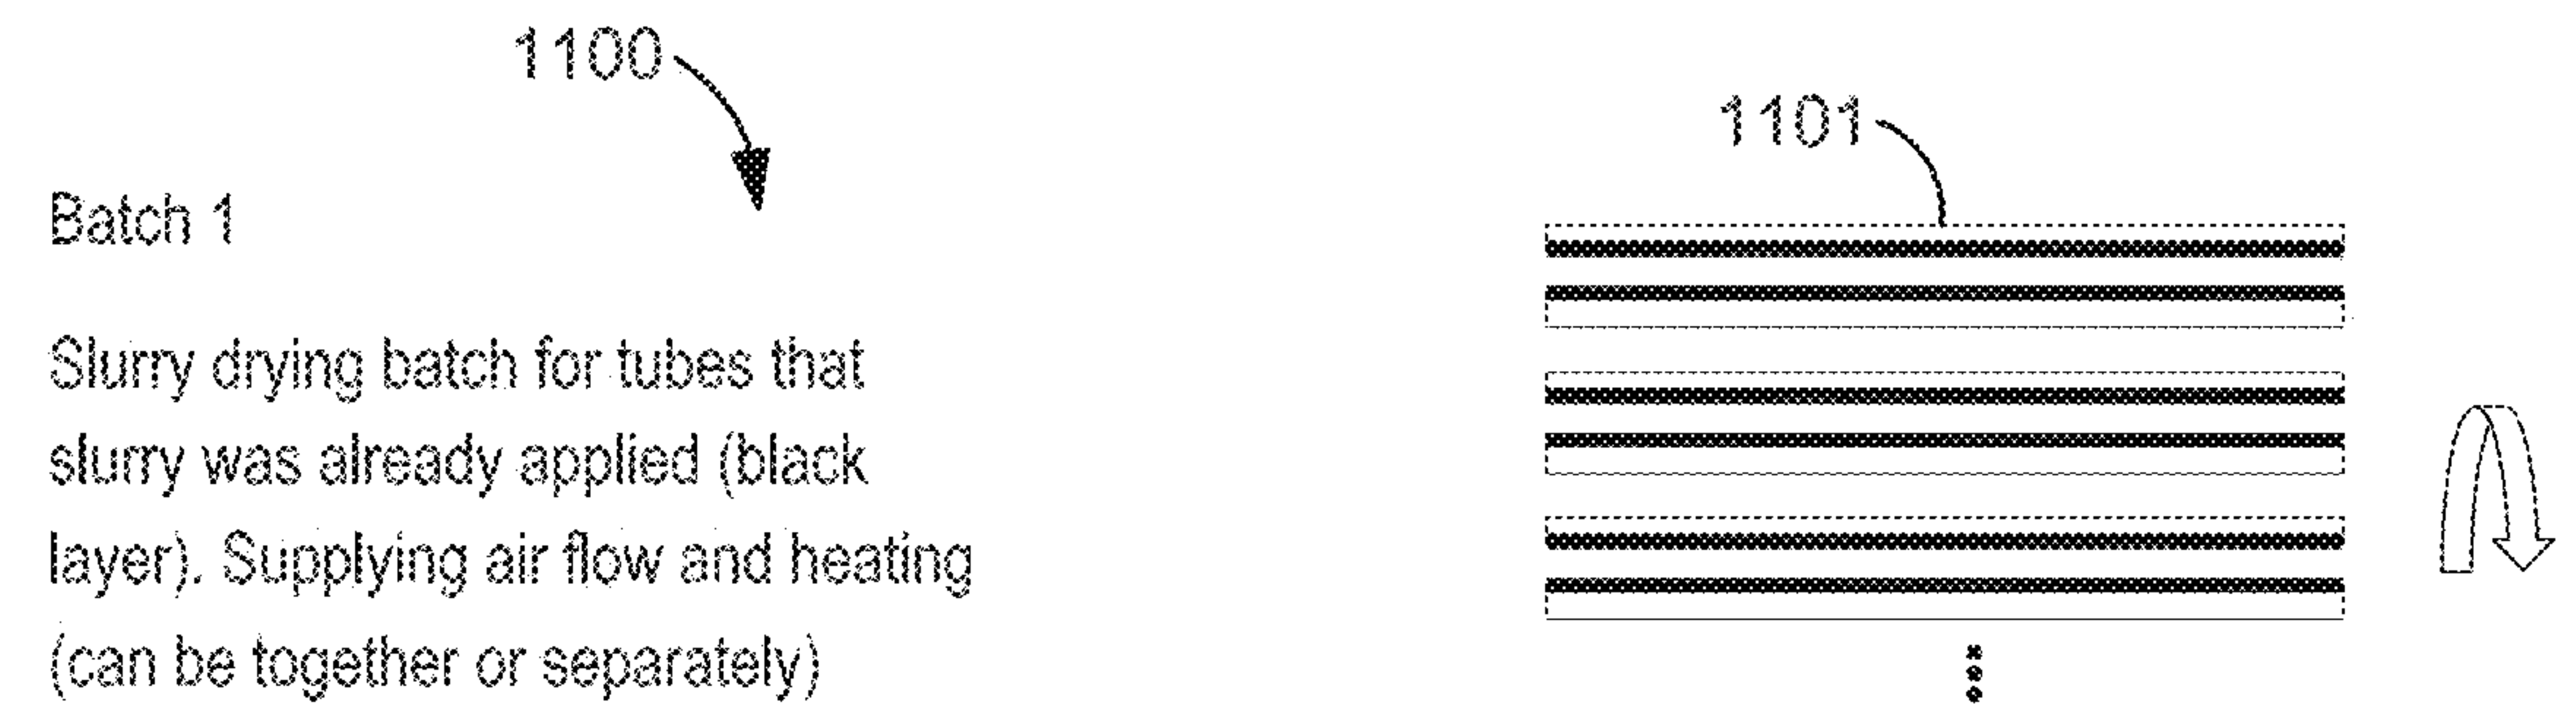 1100
1101
Batch 1
Slurry drying batch for tubes that
slurry was already applied (black
layer). Supplying air flow and heating
(can be together or separately)